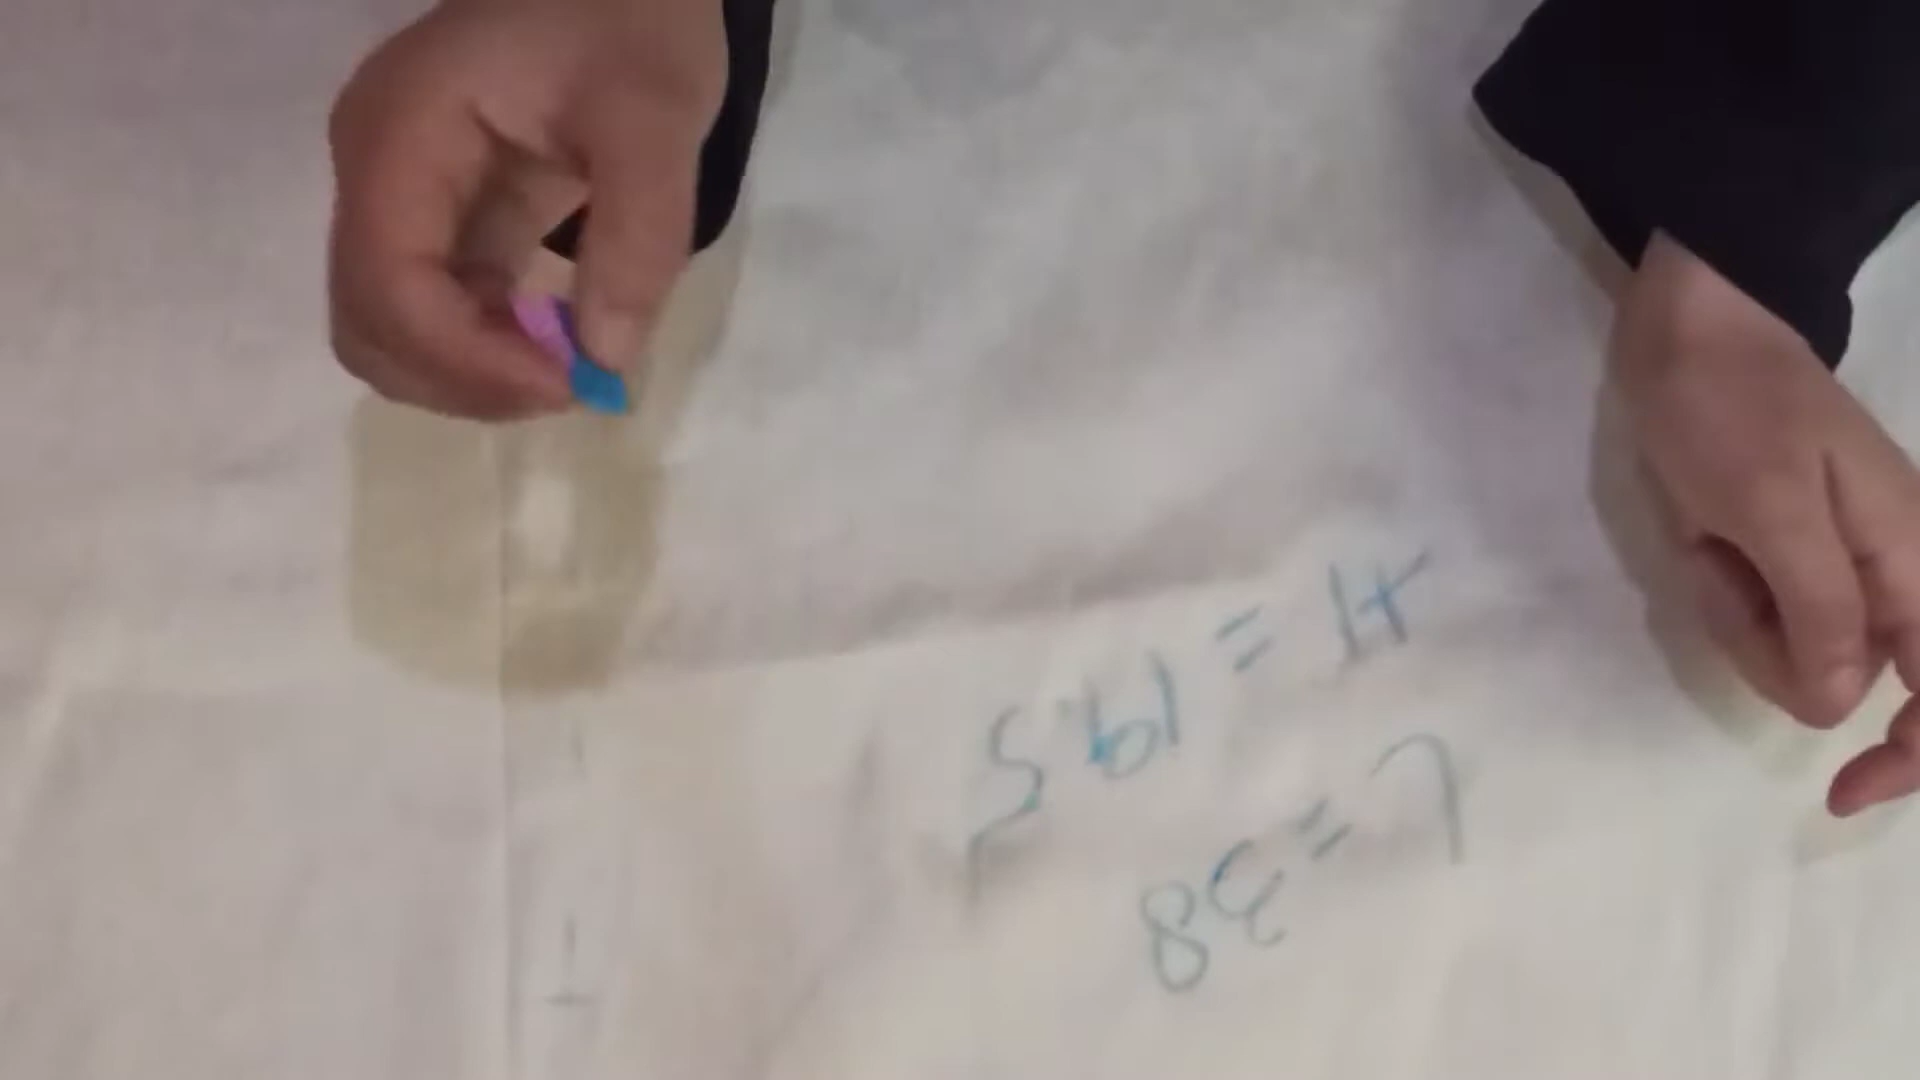 L = 38
H = 19.5